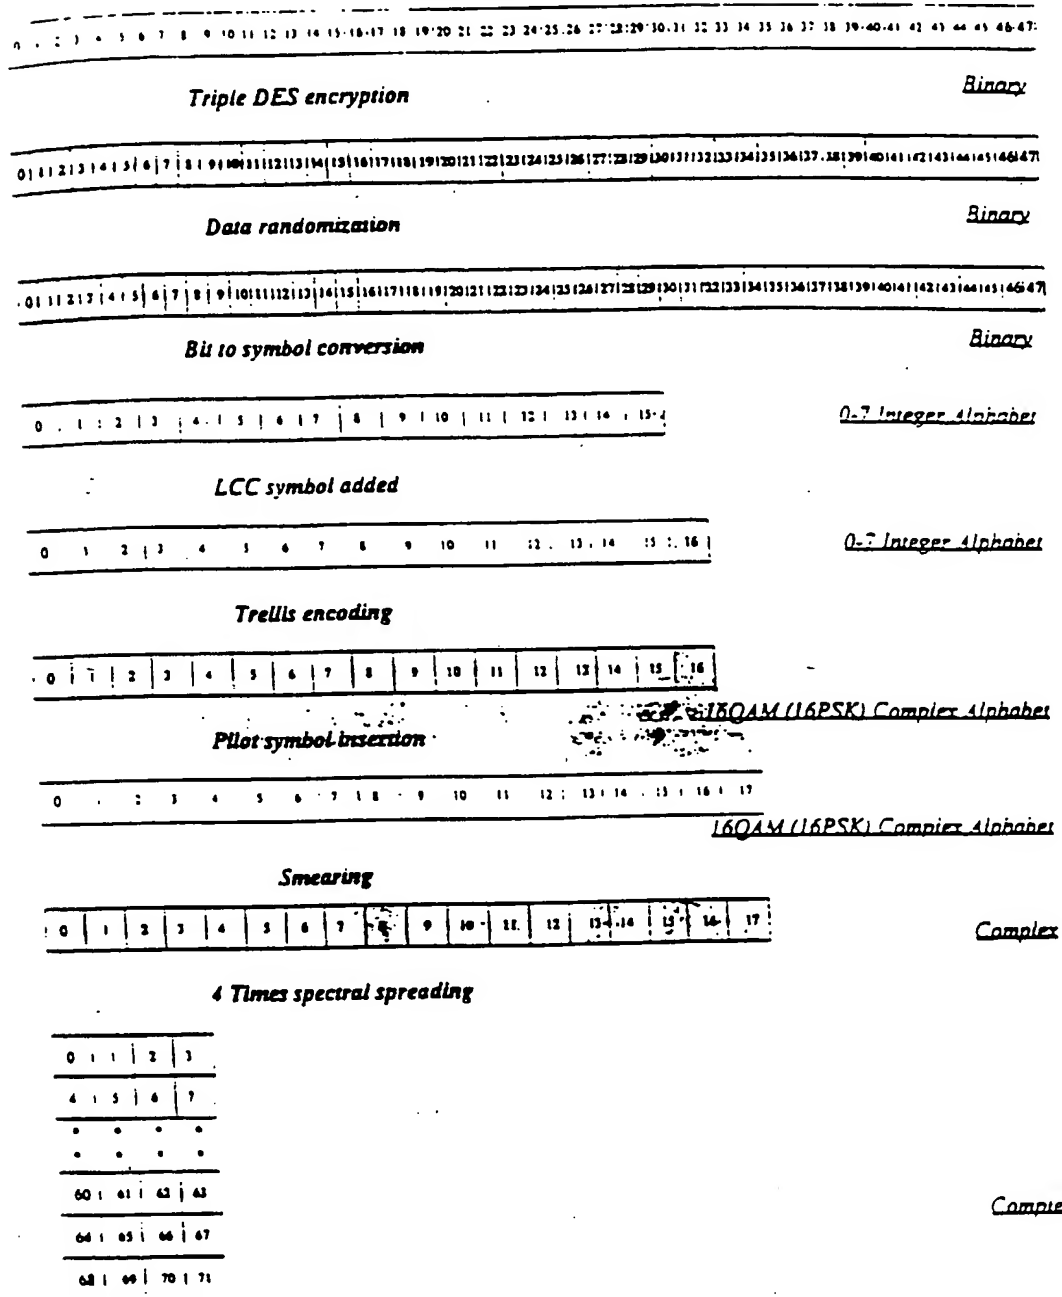 0 1 2 3 4 5 6 7 8 9 10 11 12 13 14 15 16 17 18 19 20 21 22 23 24 25 26 27 28 29 30 31 32 33 34 35 36 37 38 39 40 41 42 43 44 45 46 47
Triple DES encryption
Binary
0 1 2 3 4 5 6 7 8 9 10 11 12 13 14 15 16 17 18 19 20 21 22 23 24 25 26 27 28 29 30 31 32 33 34 35 36 37 38 39 40 41 42 43 44 45 46 47
Data randomization
Binary
0 1 2 3 4 5 6 7 8 9 10 11 12 13 14 15 16 17 18 19 20 21 22 23 24 25 26 27 28 29 30 31 32 33 34 35 36 37 38 39 40 41 42 43 44 45 46 47
Bit to symbol conversion
Binary
0 1 2 3 4 5 6 7 8 9 10 11 12 13 14 15
0-7 Integer Alphabet
LCC symbol added
0 1 2 3 4 5 6 7 8 9 10 11 12 13 14 15 16
0-7 Integer Alphabet
Trellis encoding
0 1 2 3 4 5 6 7 8 9 10 11 12 13 14 15 16
16QAM (16PSK) Complex Alphabet
Pilot symbol insertion
0 1 2 3 4 5 6 7 8 9 10 11 12 13 14 15 16 17
16QAM (16PSK) Complex Alphabet
Smearing
0 1 2 3 4 5 6 7 8 9 10 11 12 13 14 15 16 17
Complex
4 Times spectral spreading
0 1 2 3
4 5 6 7
60 61 62 63
Comple
64 65 66 67
68 69 70 71